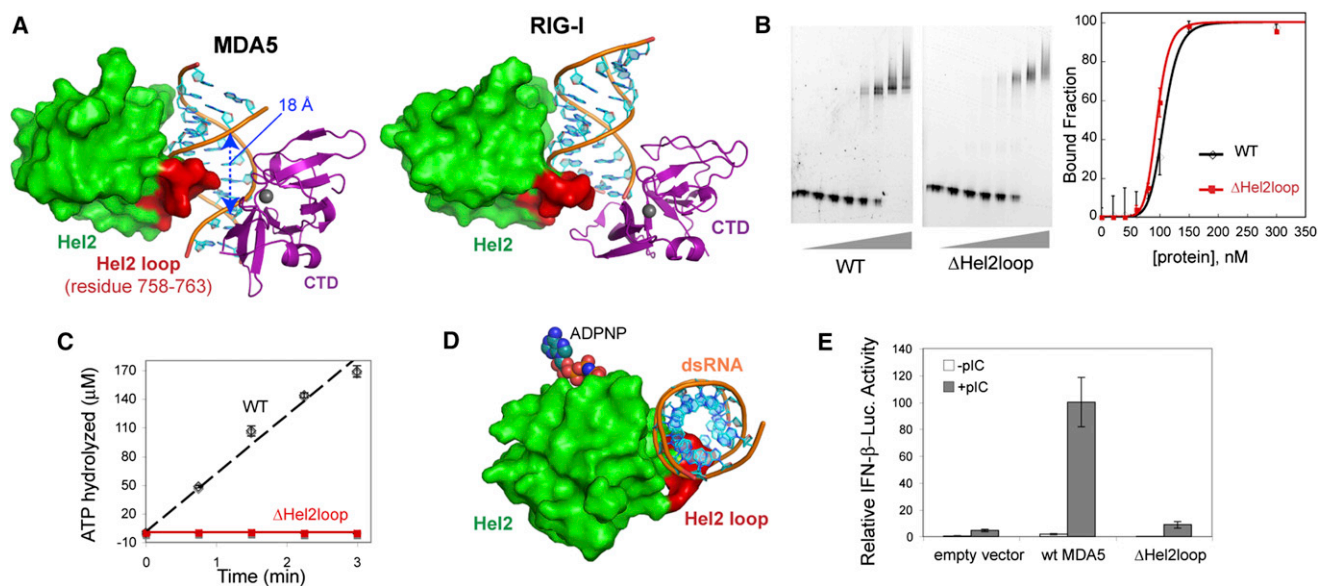 A
MDA5
18 Å
Hel2
Hel2 loop
(residue 758-763)
CTD
RIG-I
CTD
Hel2
B
WT
ΔHel2loop
Bound Fraction
100
80
60
40
20
0
WT
ΔHel2loop
0 50 100 150 200 250 300 350
[protein], nM
C
ATP hydrolyzed (μM)
170
140
110
80
50
20
-10
WT
ΔHel2loop
0 1 2 3
Time (min)
D
ADPNP
dsRNA
Hel2
Hel2 loop
E
Relative IFN-β–Luc. Activity
140
120
100
80
60
40
20
0
-pIC
+pIC
empty vector wt MDA5 ΔHel2loop